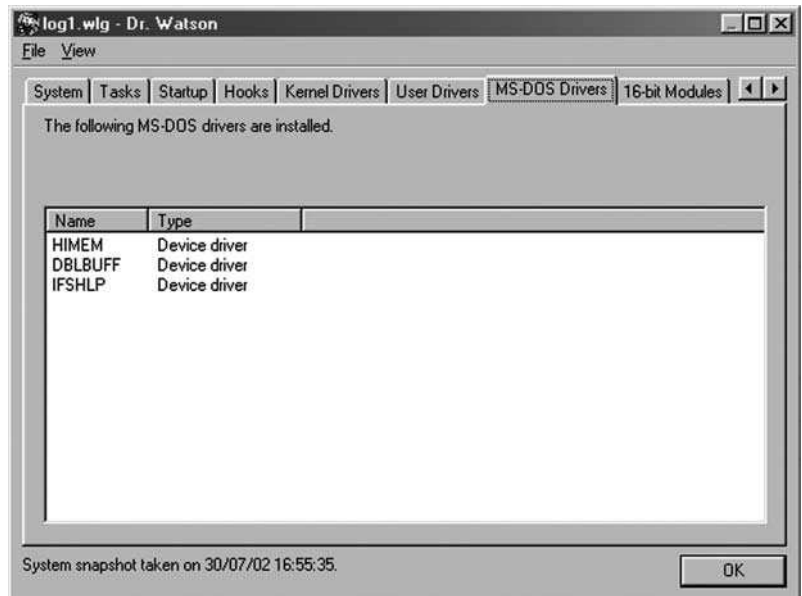 log1.wlg - Dr. Watson
File View
System Tasks Startup Hooks Kernel Drivers User Drivers MS-DOS Drivers 16-bit Modules
The following MS-DOS drivers are installed.
Name Type
HIMEM Device driver
DBLBUFF Device driver
IFSHLP Device driver
System snapshot taken on 30/07/02 16:55:35.
OK